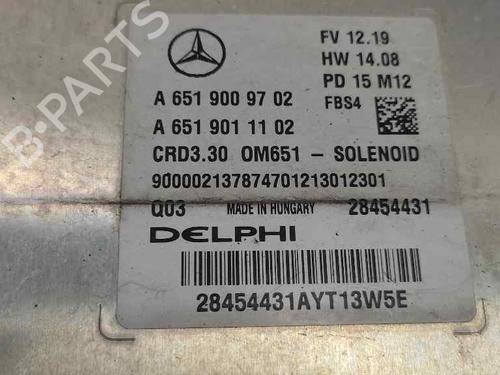 FV 12.19
HW 14.08
PD 15 M12
FBS4
A 651 900 97 02
A 651 901 11 02
CRD3.30 OM651 - SOLENOID
900002137874701213012301
Q03 MADE IN HUNGARY 28454431
DELPHI
28454431AYT13W5E